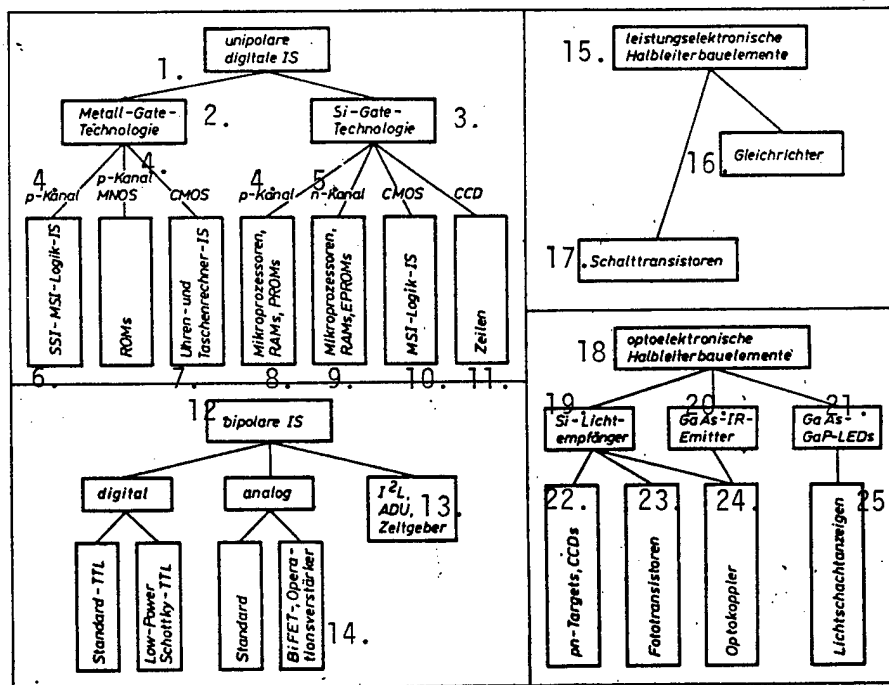 unipolare
digitale IS
1.
Metall-Gate-
Technologie
2.
Si-Gate-
Technologie
3.
4.
p-Kanal
4.
p-Kanal
MNOS
CMOS
4.
p-Kanal
5.
n-Kanal
CMOS
CCD
SSI-MSI-Logik-IS
ROMs
Uhren- und
Taschenrechner-IS
Mikroprozessoren,
RAMs, PROMs
Mikroprozessoren,
RAMs, EPROMs
MSI-Logik-IS
Zeilen
6.
7.
8.
9.
10.
11.
12
bipolare IS
digital
analog
I²L,
ADU,
Zeitgeber
13.
Standard-TTL
Low-Power
Schottky-TTL
Standard
BiFET-, Opera-
tionsverstärker
14.
15.
leistungselektronische
Halbleiterbauelemente
16.
Gleichrichter
17.
Schalttransistoren
18
optoelektronische
Halbleiterbauelemente
19.
Si-Licht-
empfänger
20.
GaAs-IR-
Emitter
21.
GaAs-
GaP-LEDs
22.
pn-Targets, CCDs
23.
Fototransistoren
24.
Optokoppler
25
Lichtschachtanzeigen